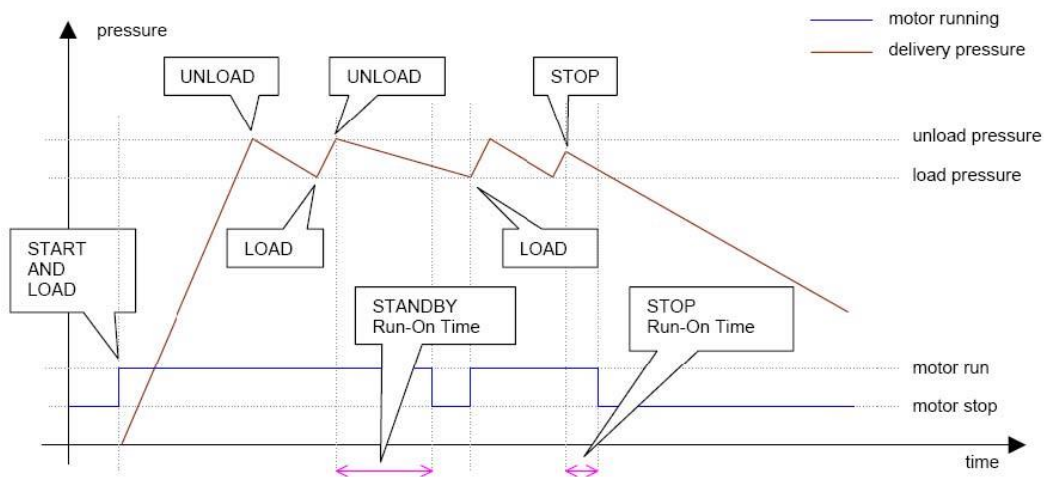 pressure
motor running
delivery pressure
UNLOAD
UNLOAD
STOP
unload pressure
load pressure
START
AND
LOAD
LOAD
LOAD
STANDBY
Run-On Time
STOP
Run-On Time
motor run
motor stop
time